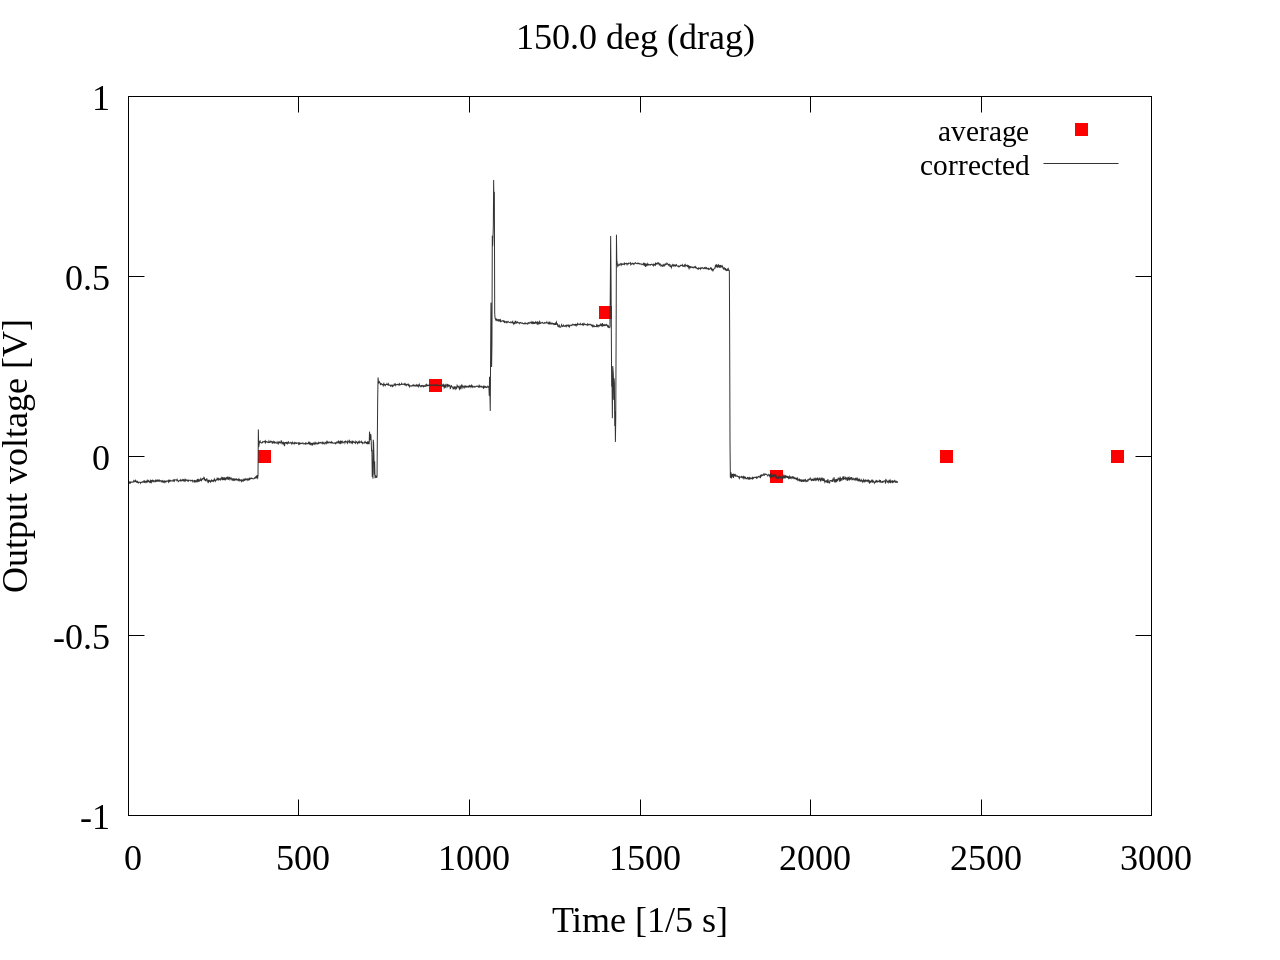 150.0 deg (drag)
average
corrected
1
0.5
0
-0.5
-1
Output voltage [V]
0 500 1000 1500 2000 2500 3000
Time [1/5 s]